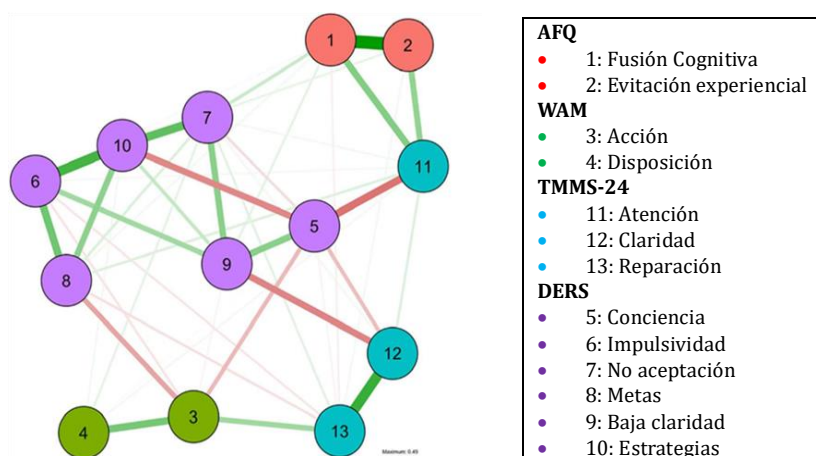 1
2
7
10
11
6
5
9
8
12
3
4
13
Maximum: 0.49
AFQ
• 1: Fusión Cognitiva
• 2: Evitación experiencial
WAM
• 3: Acción
• 4: Disposición
TMMS-24
• 11: Atención
• 12: Claridad
• 13: Reparación
DERS
• 5: Conciencia
• 6: Impulsividad
• 7: No aceptación
• 8: Metas
• 9: Baja claridad
• 10: Estrategias